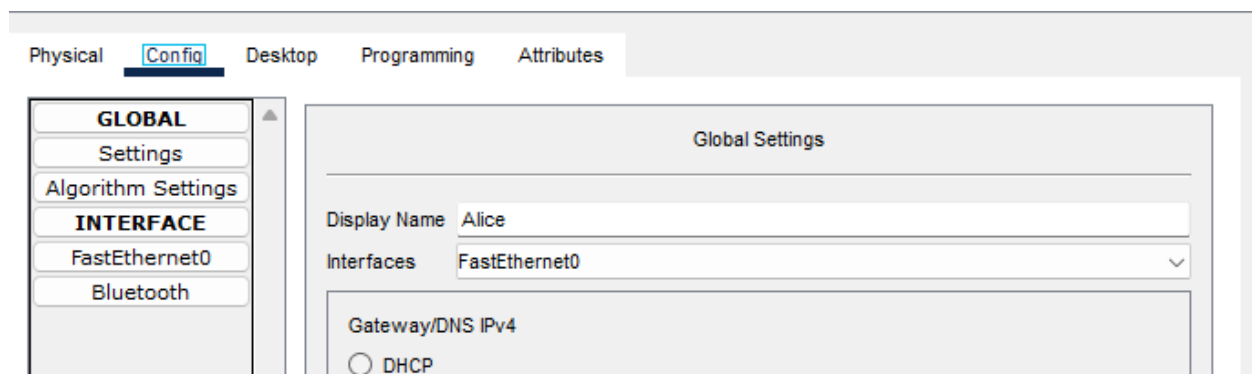 Physical Config Desktop Programming Attributes
GLOBAL
Settings
Algorithm Settings
INTERFACE
FastEthernet0
Bluetooth
Global Settings
Display Name Alice
Interfaces FastEthernet0
Gateway/DNS IPv4
DHCP